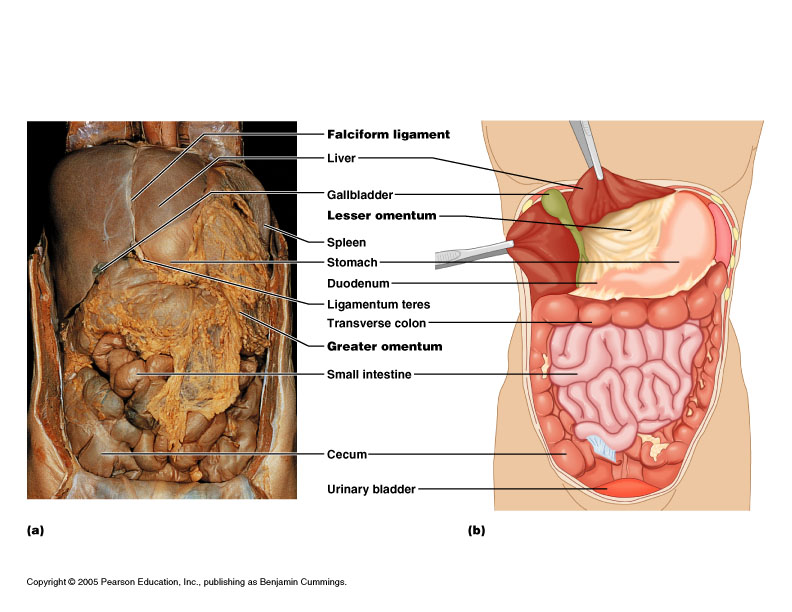 Falciform ligament
Liver
Gallbladder
Lesser omentum
Spleen
Stomach
Duodenum
Ligamentum teres
Transverse colon
Greater omentum
Small intestine
Cecum
Urinary bladder
(a)
(b)
Copyright © 2005 Pearson Education, Inc., publishing as Benjamin Cummings.